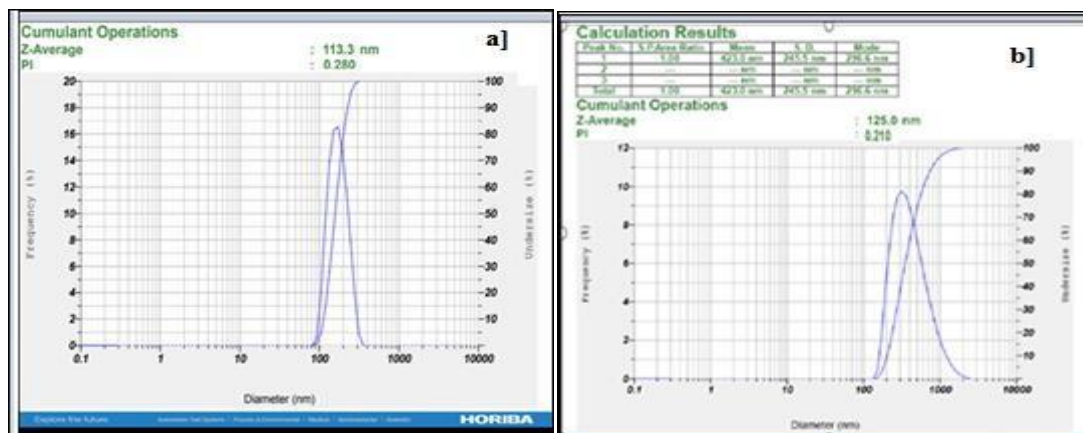 Cumulant Operations
Z-Average : 113.3 nm
PI : 0.280
a]
20
18
16
14
12
10
8
6
4
2
0
Frequency (%)
100
90
80
70
60
50
40
30
20
10
Undersize (%)
0.1 1 10 100 1000 10000
Diameter (nm)
Explore the future
HORIBA
Calculation Results
b]
Peak No. S.P.Area Ratio Mean S. D. Mode
1 1.00 423.0 nm 245.5 nm 296.6 nm
2 --- --- nm --- nm --- nm
3 --- --- nm --- nm --- nm
Total 1.00 423.0 nm 245.5 nm 296.6 nm
Cumulant Operations
Z-Average : 125.0 nm
PI : 0.210
12
10
8
6
4
2
0
Frequency (%)
100
90
80
70
60
50
40
30
20
10
Undersize (%)
0.1 1 10 100 1000 10000
Diameter (nm)